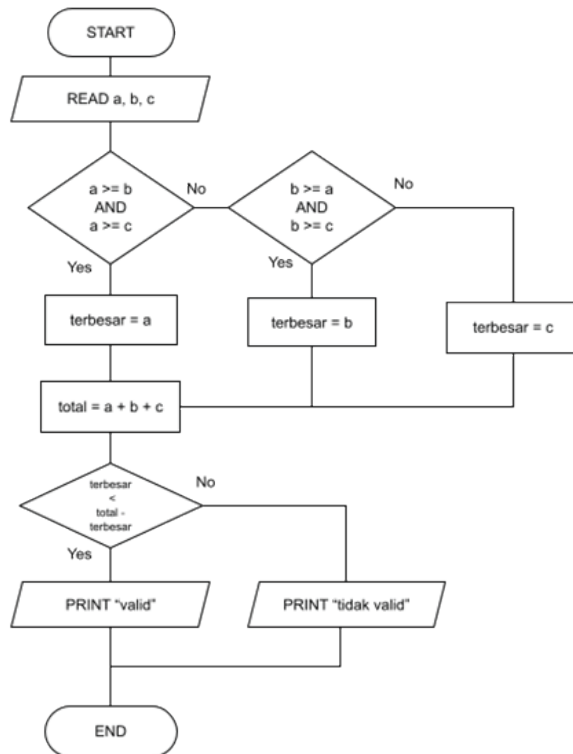 START
READ a, b, c
a >= b
AND
a >= c
No
Yes
b >= a
AND
b >= c
No
Yes
terbesar = a
terbesar = b
terbesar = c
total = a + b + c
terbesar
<
total -
terbesar
No
Yes
PRINT “valid”
PRINT “tidak valid”
END